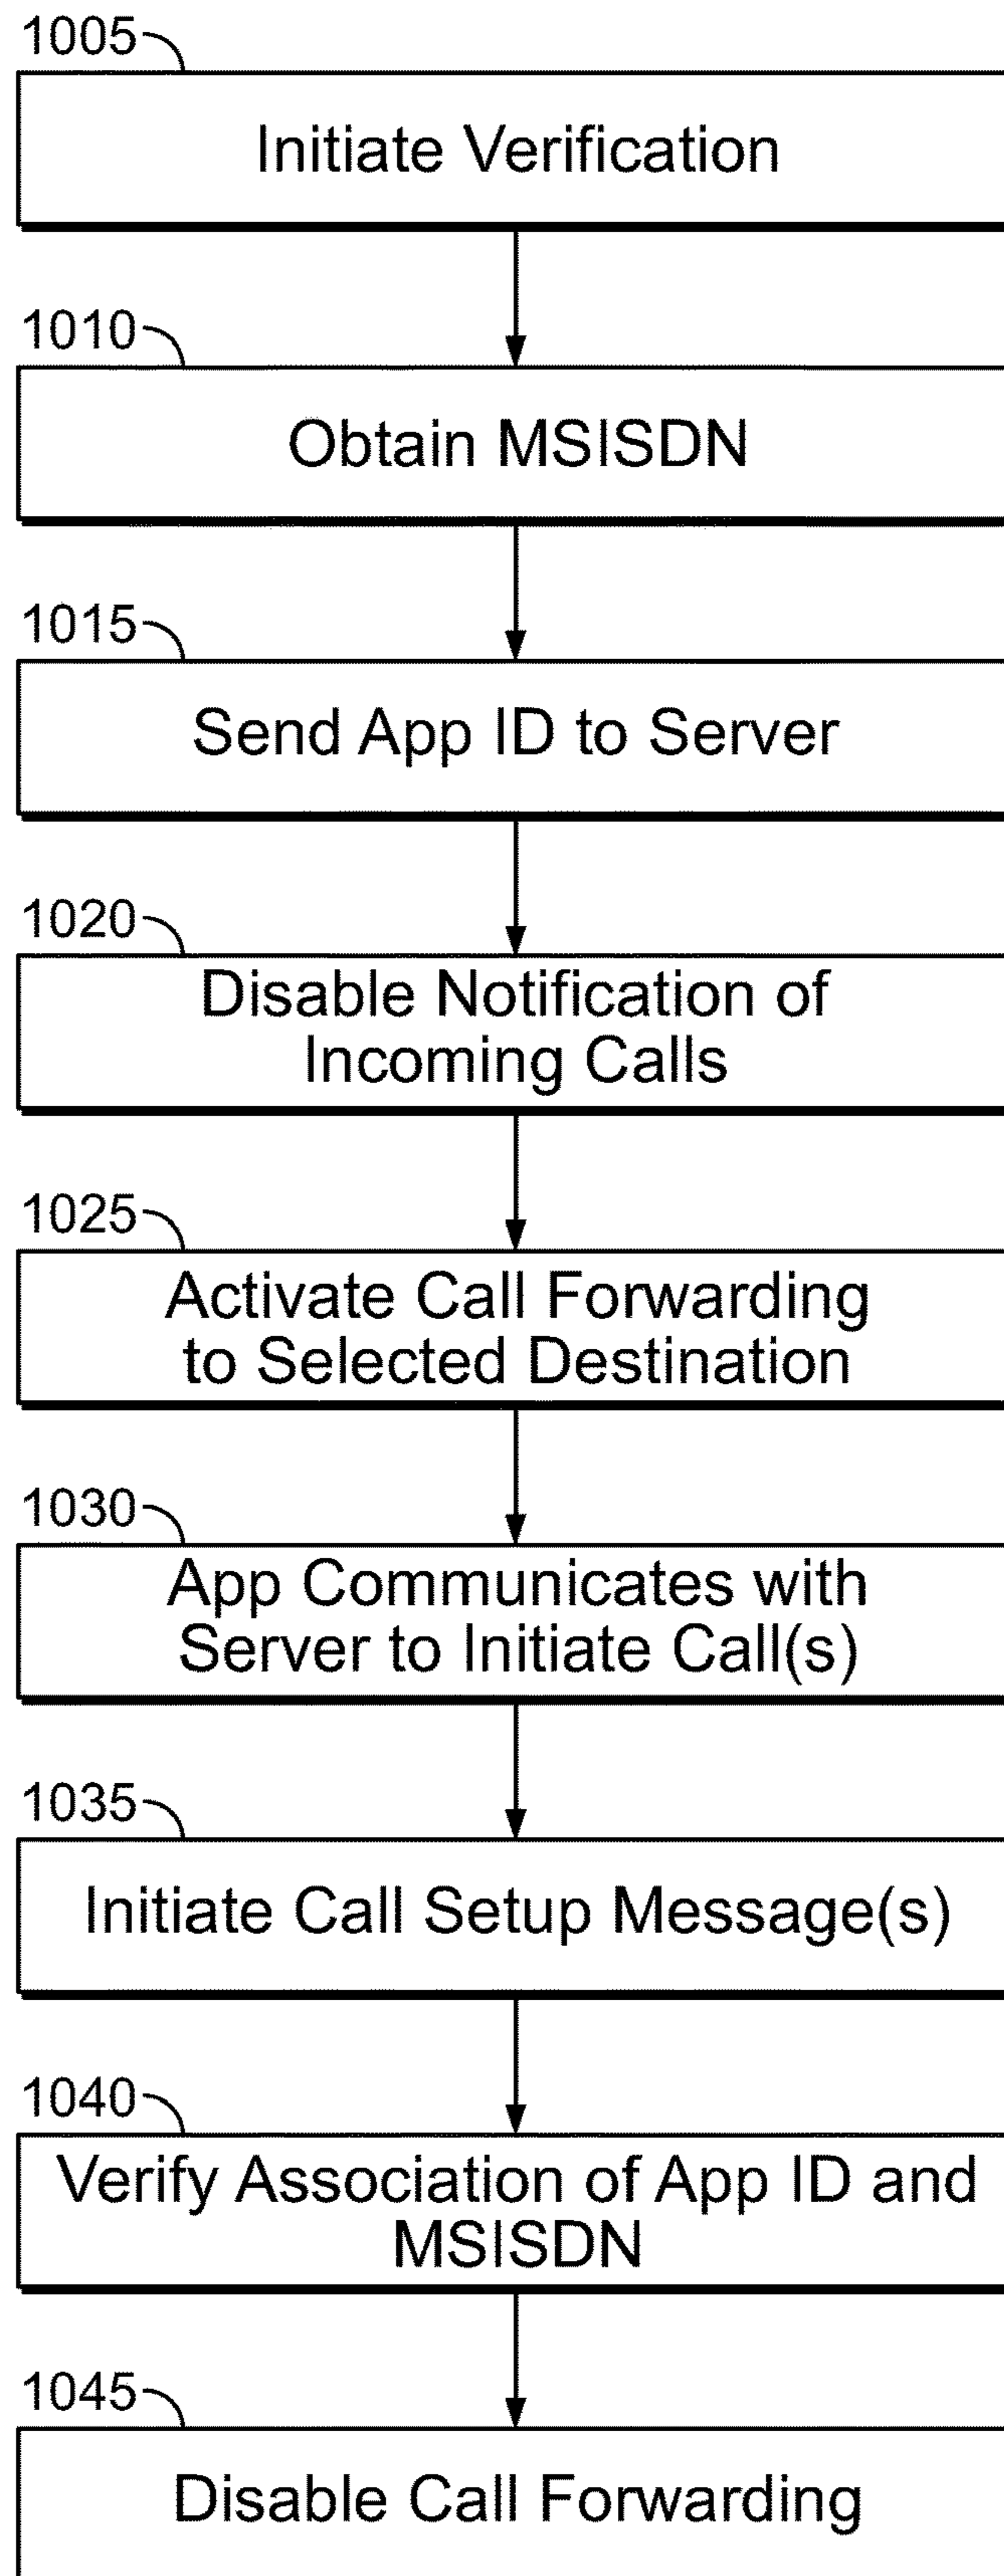 1005
Initiate Verification
1010
Obtain MSISDN
1015
Send App ID to Server
1020
Disable Notification of
Incoming Calls
1025
Activate Call Forwarding
to Selected Destination
1030
App Communicates with
Server to Initiate Call(s)
1035
Initiate Call Setup Message(s)
1040
Verify Association of App ID and
MSISDN
1045
Disable Call Forwarding